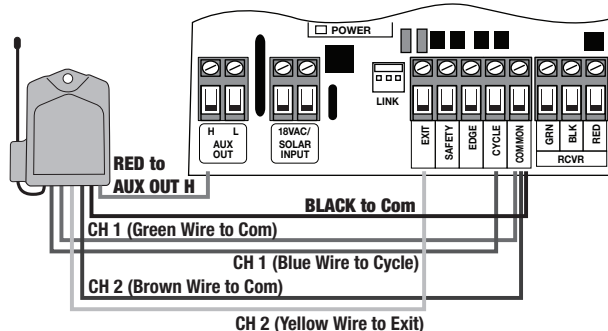 POWER
LINK
H L
AUX
OUT
18VAC/
SOLAR
INPUT
EXIT
SAFETY
EDGE
CYCLE
COMMON
GRN
BLK
RED
RCVR
RED to
AUX OUT H
BLACK to Com
CH 1 (Green Wire to Com)
CH 1 (Blue Wire to Cycle)
CH 2 (Brown Wire to Com)
CH 2 (Yellow Wire to Exit)